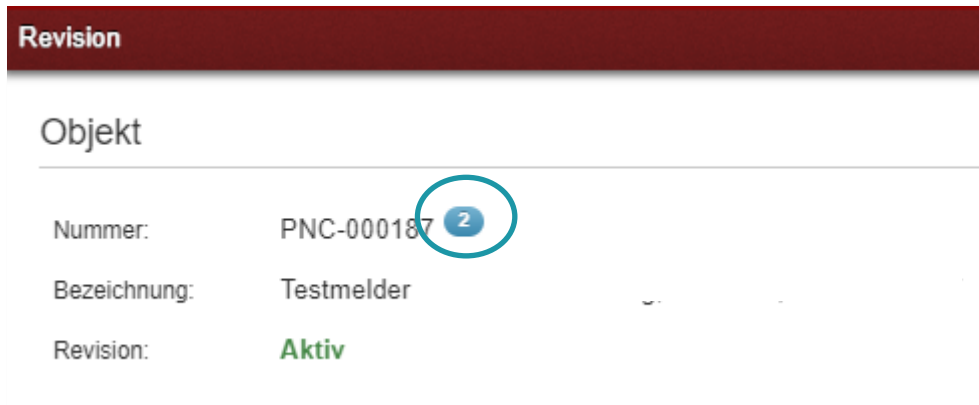 Revision
Objekt
Nummer: PNC-000187 2
Bezeichnung: Testmelder
Revision: Aktiv